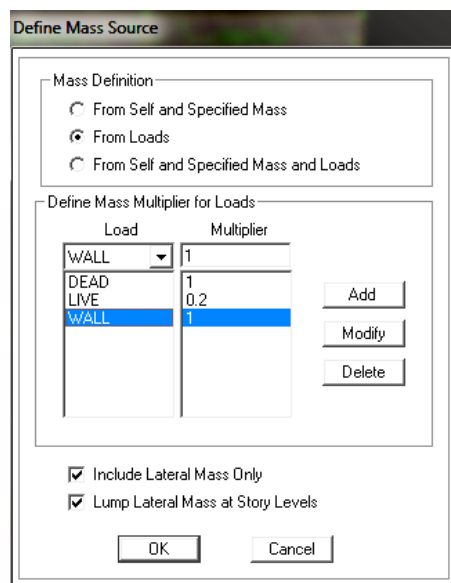 Define Mass Source
Mass Definition
From Self and Specified Mass
From Loads
From Self and Specified Mass and Loads
Define Mass Multiplier for Loads
Load Multiplier
WALL 1
DEAD 1
LIVE 0.2
WALL 1
Add
Modify
Delete
Include Lateral Mass Only
Lump Lateral Mass at Story Levels
OK Cancel